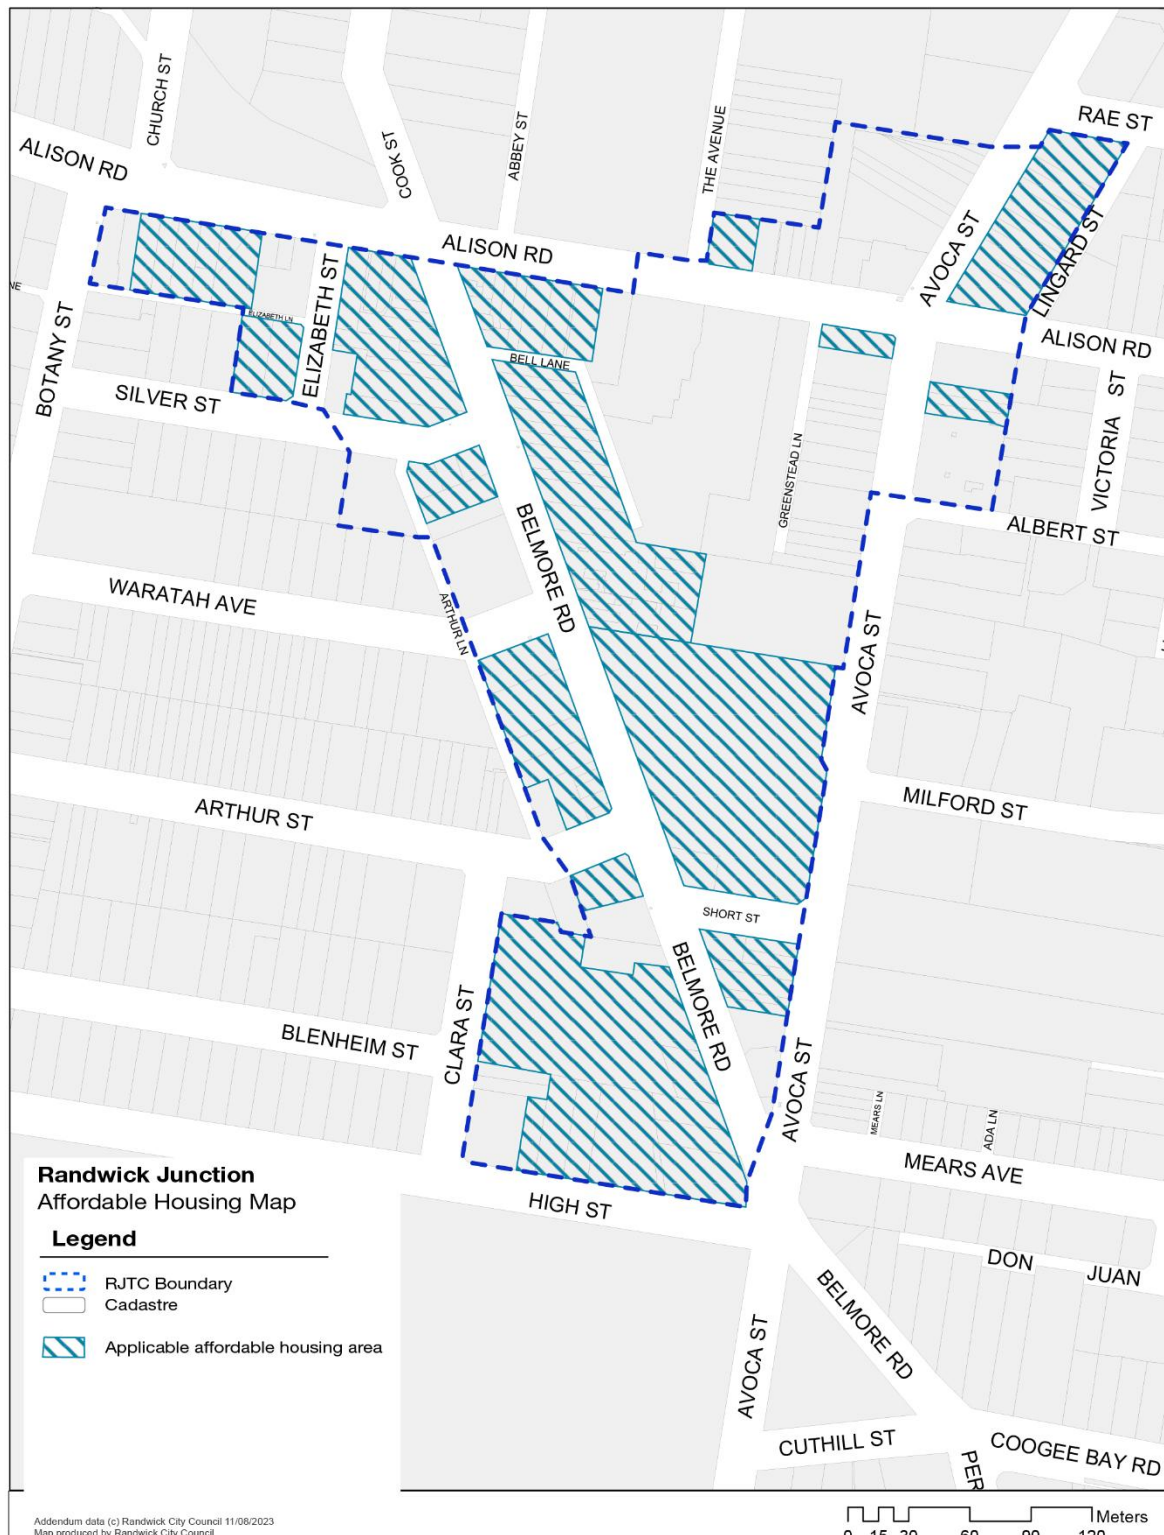 RAE ST
CHURCH ST
ALISON RD
COOK ST
ABBEY ST
THE AVENUE
AVOCA ST
LINGARD ST
ALISON RD
ELIZABETH ST
ELIZABETH LN
NE
BOTANY ST
SILVER ST
BELL LANE
ALISON RD
VICTORIA ST
GREENSTEAD LN
ALBERT ST
BELMORE RD
WARATAH AVE
ARTHUR LN
AVOCA ST
ARTHUR ST
MILFORD ST
SHORT ST
BELMORE RD
CLARA ST
BLENHEIM ST
AVOCA ST
MEARS LN
ADA LN
MEARS AVE
HIGH ST
DON JUAN
BELMORE RD
AVOCA ST
CUTHILL ST
COOGEE BAY RD
PER
Randwick Junction
Affordable Housing Map
Legend
RJTC Boundary
Cadastre
Applicable affordable housing area
Addendum data (c) Randwick City Council 11/08/2023
Map produced by Randwick City Council
Meters
0 15 30 60 90 120